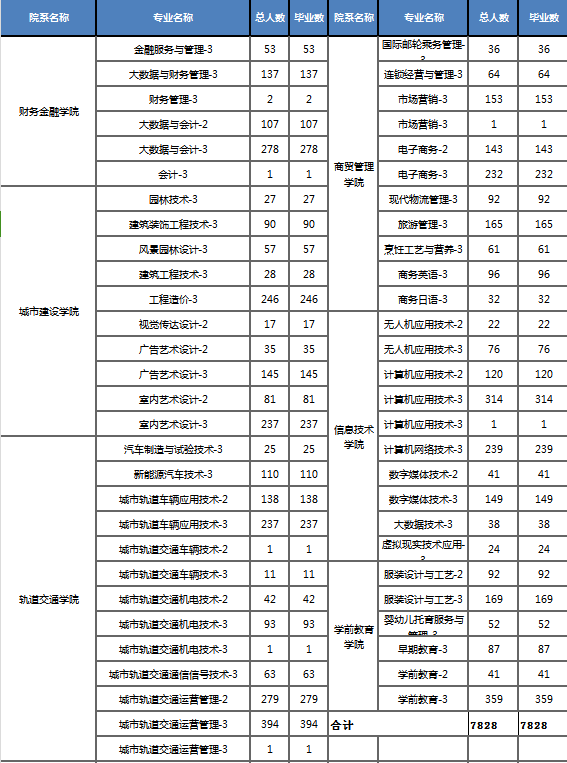 院系名称 专业名称 总人数 毕业数 院系名称 专业名称 总人数 毕业数
财务金融学院
金融服务与管理-3 53 53
大数据与财务管理-3 137 137
财务管理-3 2 2
大数据与会计-2 107 107
大数据与会计-3 278 278
会计-3 1 1
城市建设学院
园林技术-3 27 27
建筑装饰工程技术-3 90 90
风景园林设计-3 57 57
建筑工程技术-3 28 28
工程造价-3 246 246
视觉传达设计-2 17 17
广告艺术设计-2 35 35
广告艺术设计-3 145 145
室内艺术设计-2 81 81
室内艺术设计-3 237 237
轨道交通学院
汽车制造与试验技术-3 25 25
新能源汽车技术-3 110 110
城市轨道车辆应用技术-2 138 138
城市轨道车辆应用技术-3 237 237
城市轨道交通车辆技术-2 1 1
城市轨道交通车辆技术-3 11 11
城市轨道交通机电技术-2 42 42
城市轨道交通机电技术-3 93 93
城市轨道交通机电技术-3 1 1
城市轨道交通通信信号技术-3 63 63
城市轨道交通运营管理-2 279 279
城市轨道交通运营管理-3 394 394
城市轨道交通运营管理-3 1 1
商贸管理
学院
国际邮轮乘务管理-
3 36 36
连锁经营与管理-3 64 64
市场营销-3 153 153
市场营销-3 1 1
电子商务-2 143 143
电子商务-3 232 232
现代物流管理-3 92 92
旅游管理-3 165 165
烹饪工艺与营养-3 61 61
商务英语-3 96 96
商务日语-3 32 32
信息技术
学院
无人机应用技术-2 22 22
无人机应用技术-3 76 76
计算机应用技术-2 120 120
计算机应用技术-3 314 314
计算机应用技术-3 1 1
计算机网络技术-3 239 239
数字媒体技术-2 41 41
数字媒体技术-3 149 149
大数据技术-3 38 38
虚拟现实技术应用-
3 24 24
学前教育
学院
服装设计与工艺-2 92 92
服装设计与工艺-3 169 169
婴幼儿托育服务与
管理-3 52 52
早期教育-3 87 87
学前教育-2 41 41
学前教育-3 359 359
合计 7828 7828